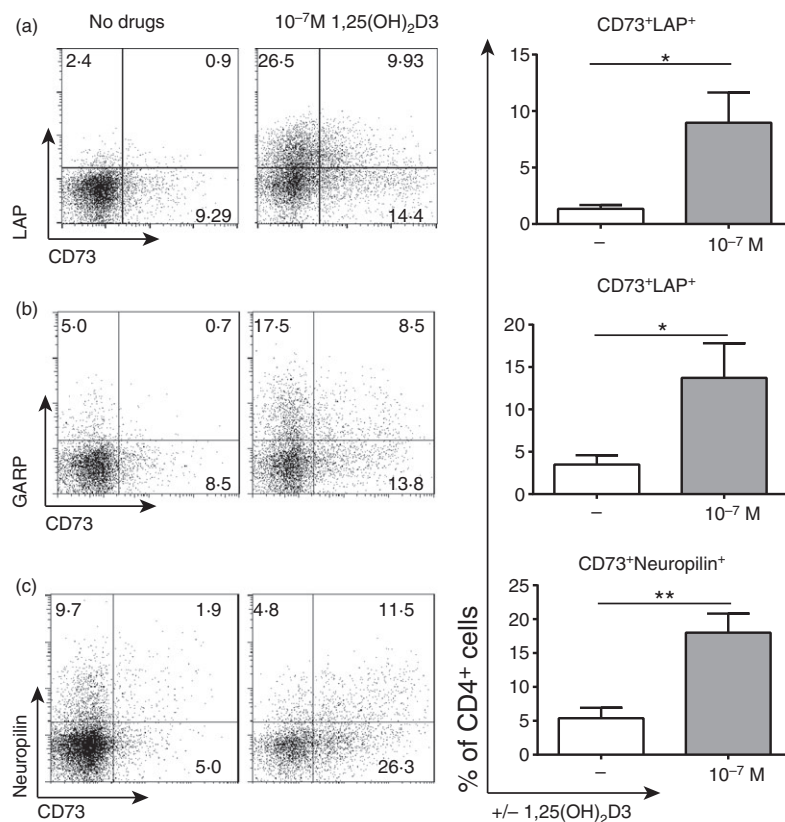 (a)
No drugs
10⁻⁷M 1,25(OH)₂D3
2·4
0·9
9·29
26·5
9·93
14·4
LAP
CD73
CD73⁺LAP⁺
15
10
5
0
*
–
10⁻⁷ M
(b)
5·0
0·7
8·5
17·5
8·5
13·8
GARP
CD73
CD73⁺LAP⁺
20
15
10
5
0
*
–
10⁻⁷ M
(c)
9·7
1·9
5·0
4·8
11·5
26·3
Neuropilin
CD73
CD73⁺Neuropilin⁺
25
20
15
10
5
0
**
–
10⁻⁷ M
% of CD4⁺ cells
+/– 1,25(OH)₂D3